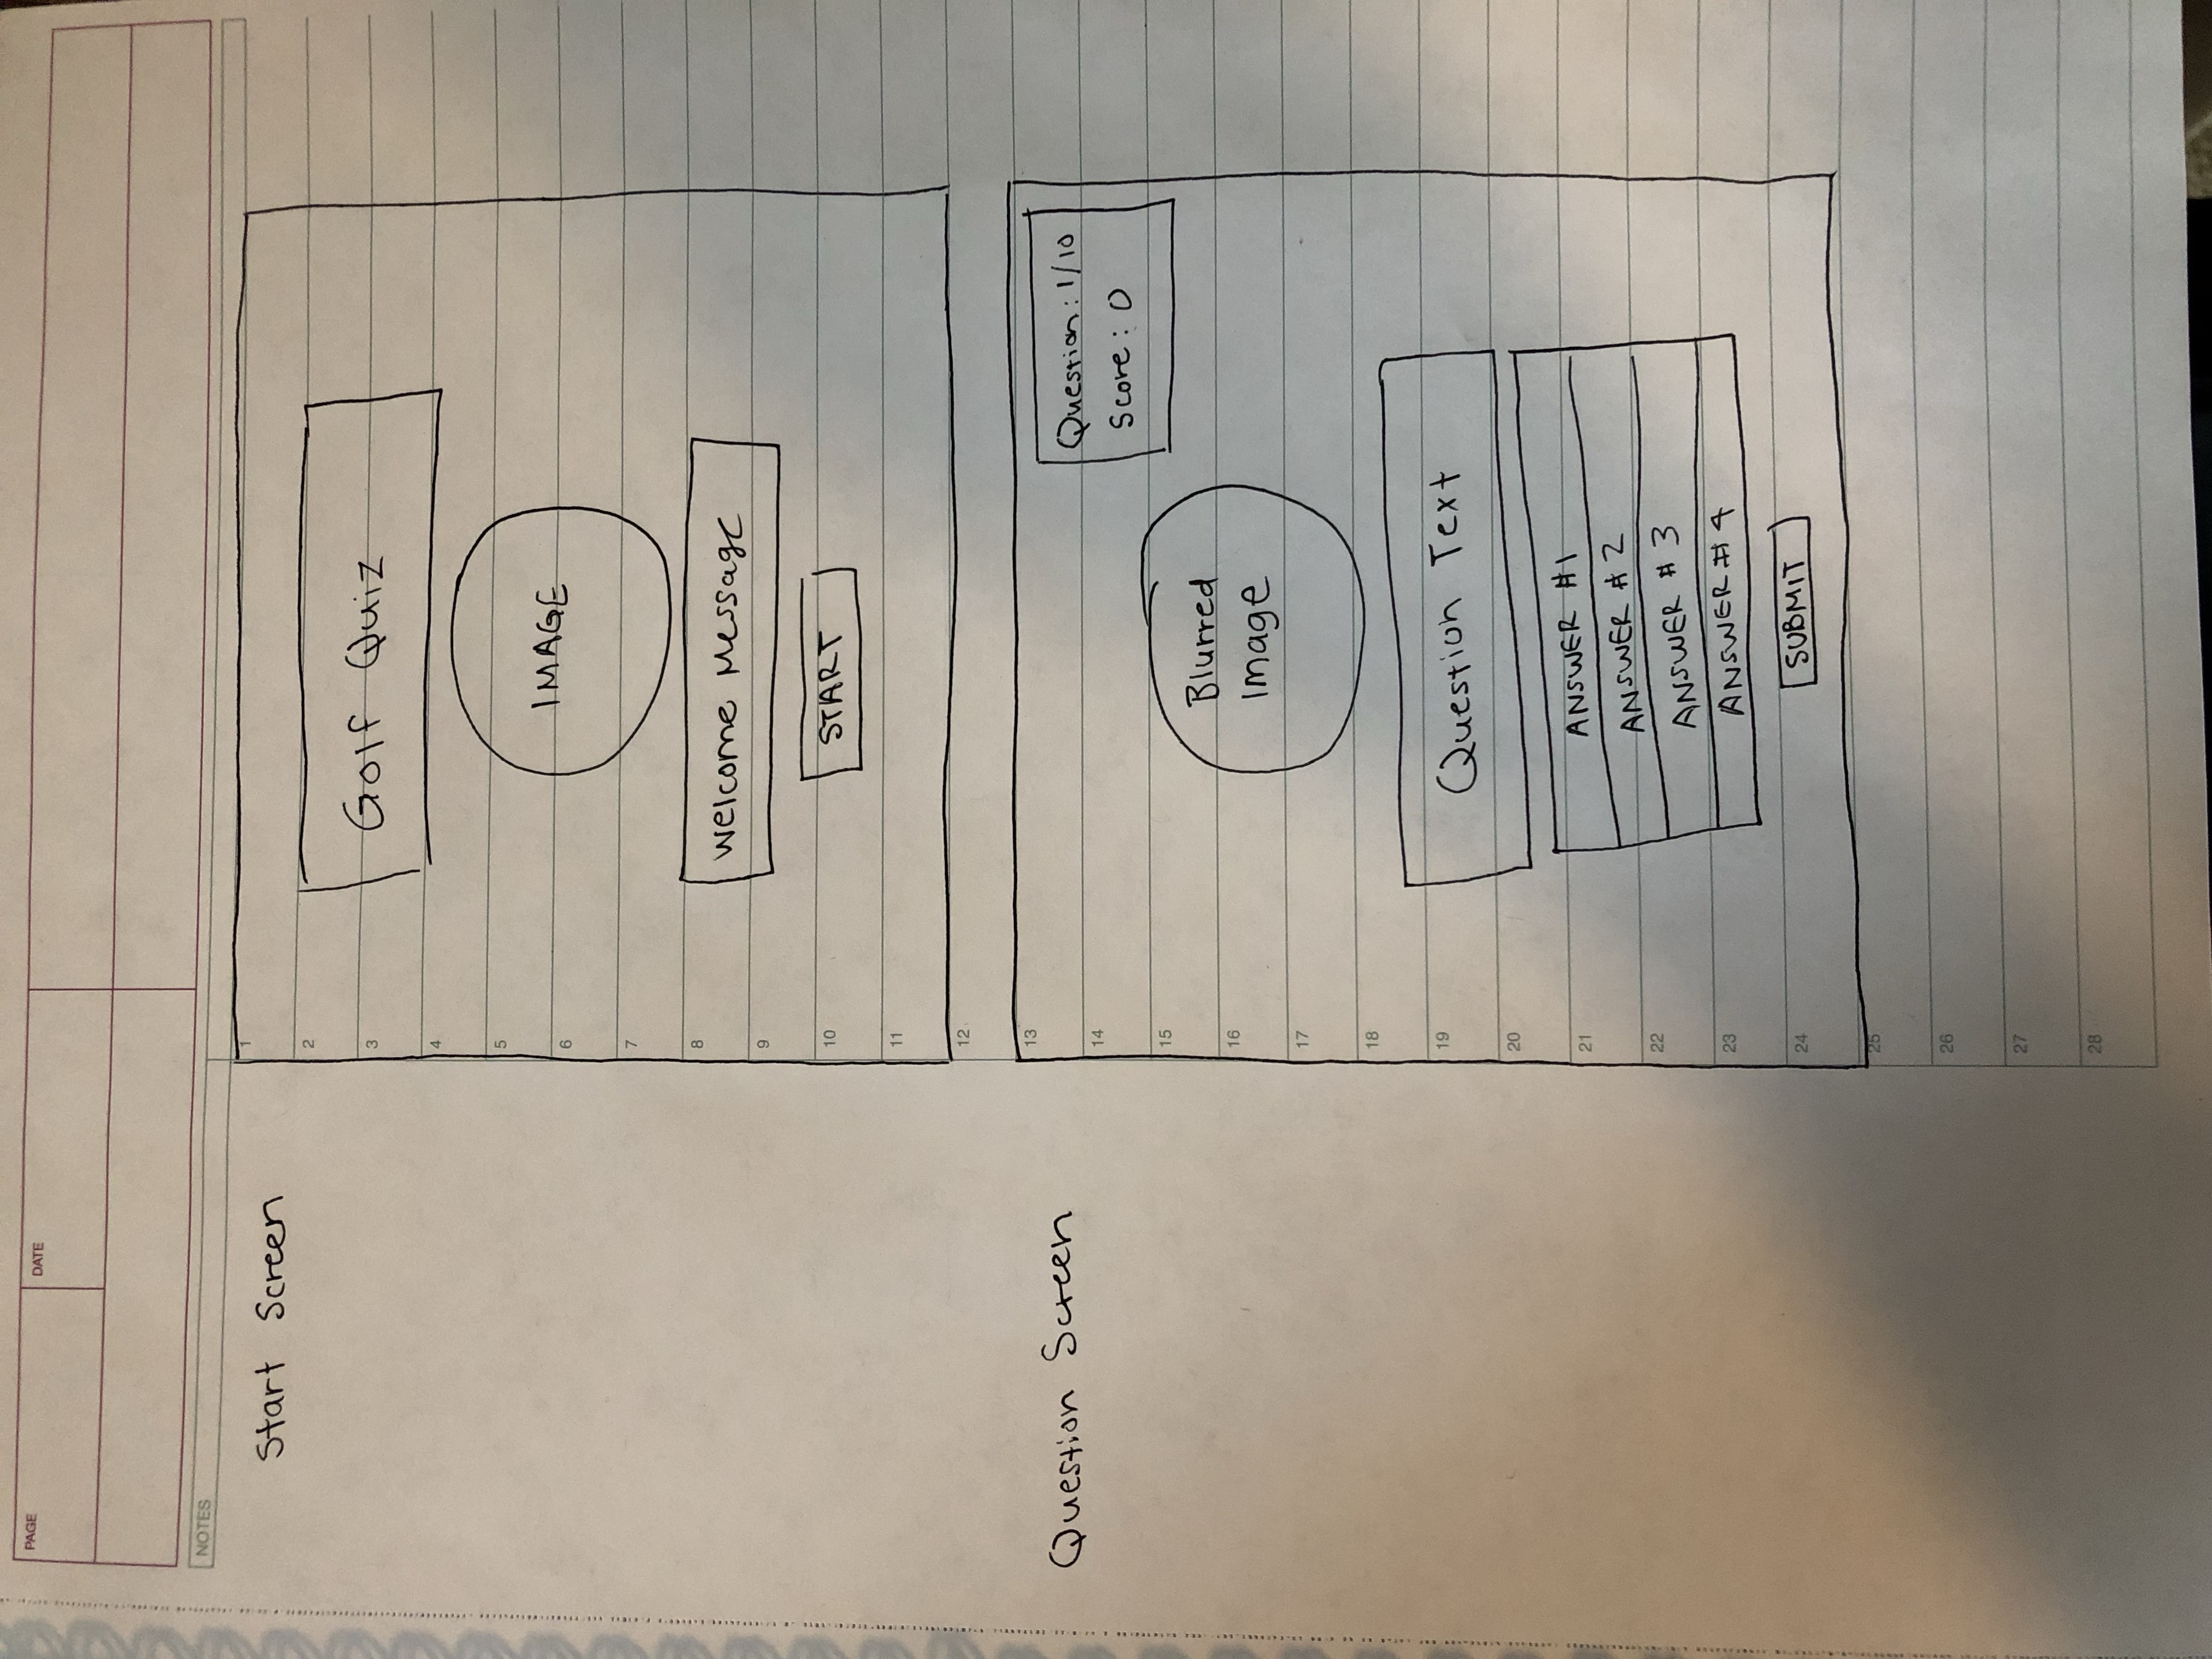 PAGE
DATE
NOTES
Start Screen
1
2
Golf Quiz
3
4
5
IMAGE
6
7
8
Welcome Message
9
START
10
11
12
Question Screen
13
Question: 1/10
14
Score: 0
15
Blurred
16
Image
17
18
19
Question Text
20
ANSWER #1
21
ANSWER #2
22
ANSWER #3
23
ANSWER #4
24
SUBMIT
25
26
27
28